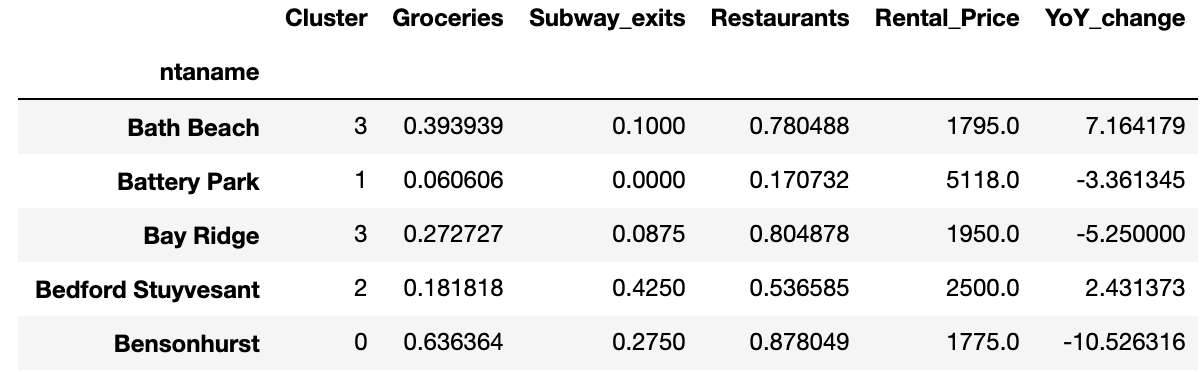 Cluster Groceries Subway_exits Restaurants Rental_Price YoY_change
ntaname
Bath Beach 3 0.393939 0.1000 0.780488 1795.0 7.164179
Battery Park 1 0.060606 0.0000 0.170732 5118.0 -3.361345
Bay Ridge 3 0.272727 0.0875 0.804878 1950.0 -5.250000
Bedford Stuyvesant 2 0.181818 0.4250 0.536585 2500.0 2.431373
Bensonhurst 0 0.636364 0.2750 0.878049 1775.0 -10.526316